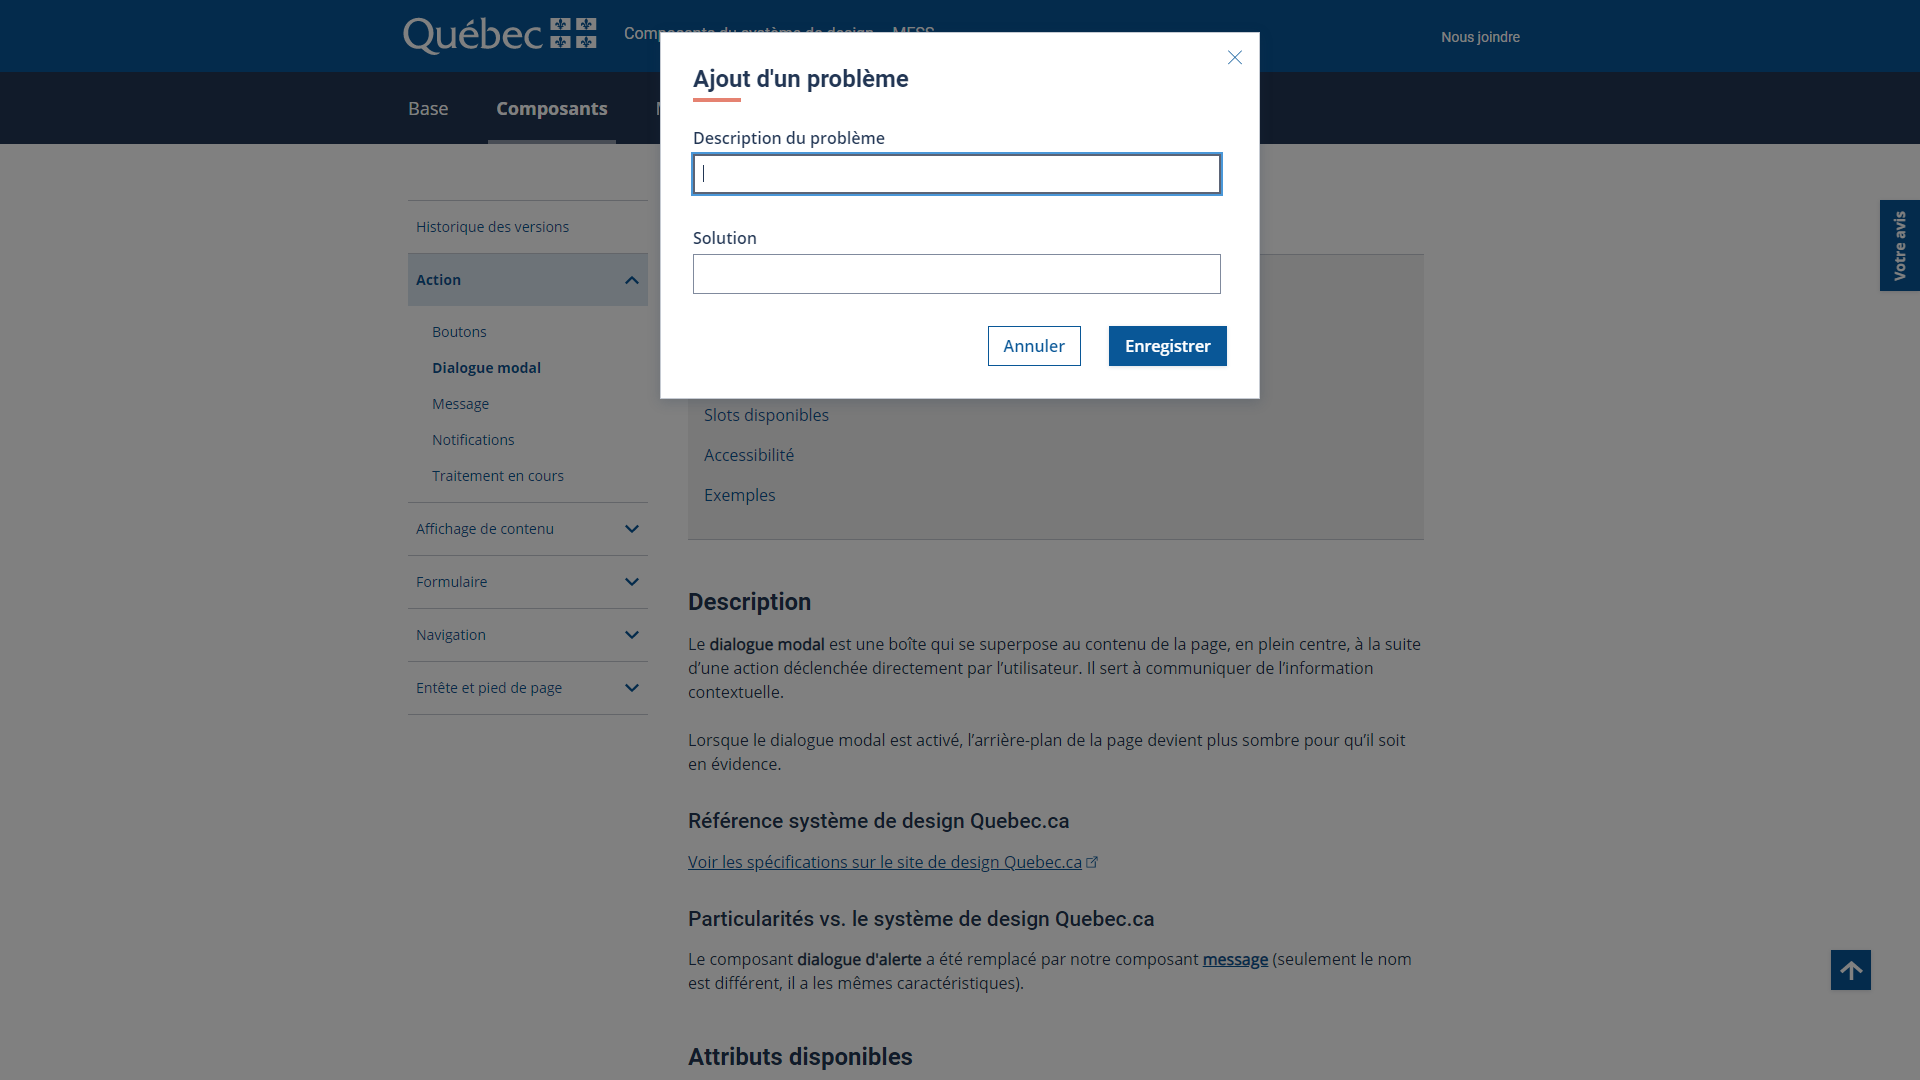 Québec
Nous joindre
Base
Composants
Ajout d'un problème
Description du problème
Solution
Annuler
Enregistrer
Votre avis
Historique des versions
Action
Boutons
Dialogue modal
Message
Notifications
Traitement en cours
Affichage de contenu
Formulaire
Navigation
Entête et pied de page
Slots disponibles
Accessibilité
Exemples
Description
Le dialogue modal est une boîte qui se superpose au contenu de la page, en plein centre, à la suite
d’une action déclenchée directement par l’utilisateur. Il sert à communiquer de l’information
contextuelle.
Lorsque le dialogue modal est activé, l’arrière-plan de la page devient plus sombre pour qu’il soit
en évidence.
Référence système de design Quebec.ca
Voir les spécifications sur le site de design Quebec.ca
Particularités vs. le système de design Quebec.ca
Le composant dialogue d'alerte a été remplacé par notre composant message (seulement le nom
est différent, il a les mêmes caractéristiques).
Attributs disponibles